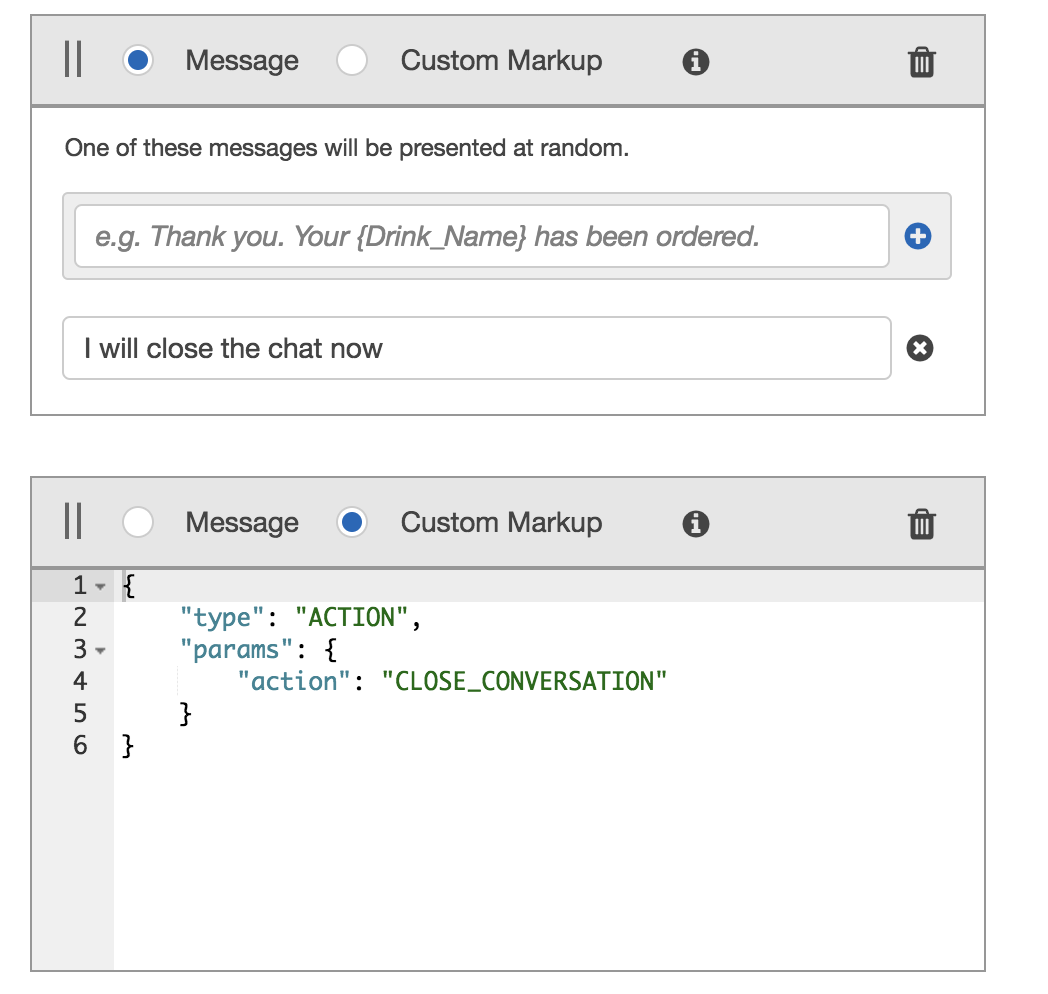 Message Custom Markup
One of these messages will be presented at random.
e.g. Thank you. Your {Drink_Name} has been ordered.
I will close the chat now
Message Custom Markup
1 {
2     "type": "ACTION",
3     "params": {
4         "action": "CLOSE_CONVERSATION"
5     }
6 }